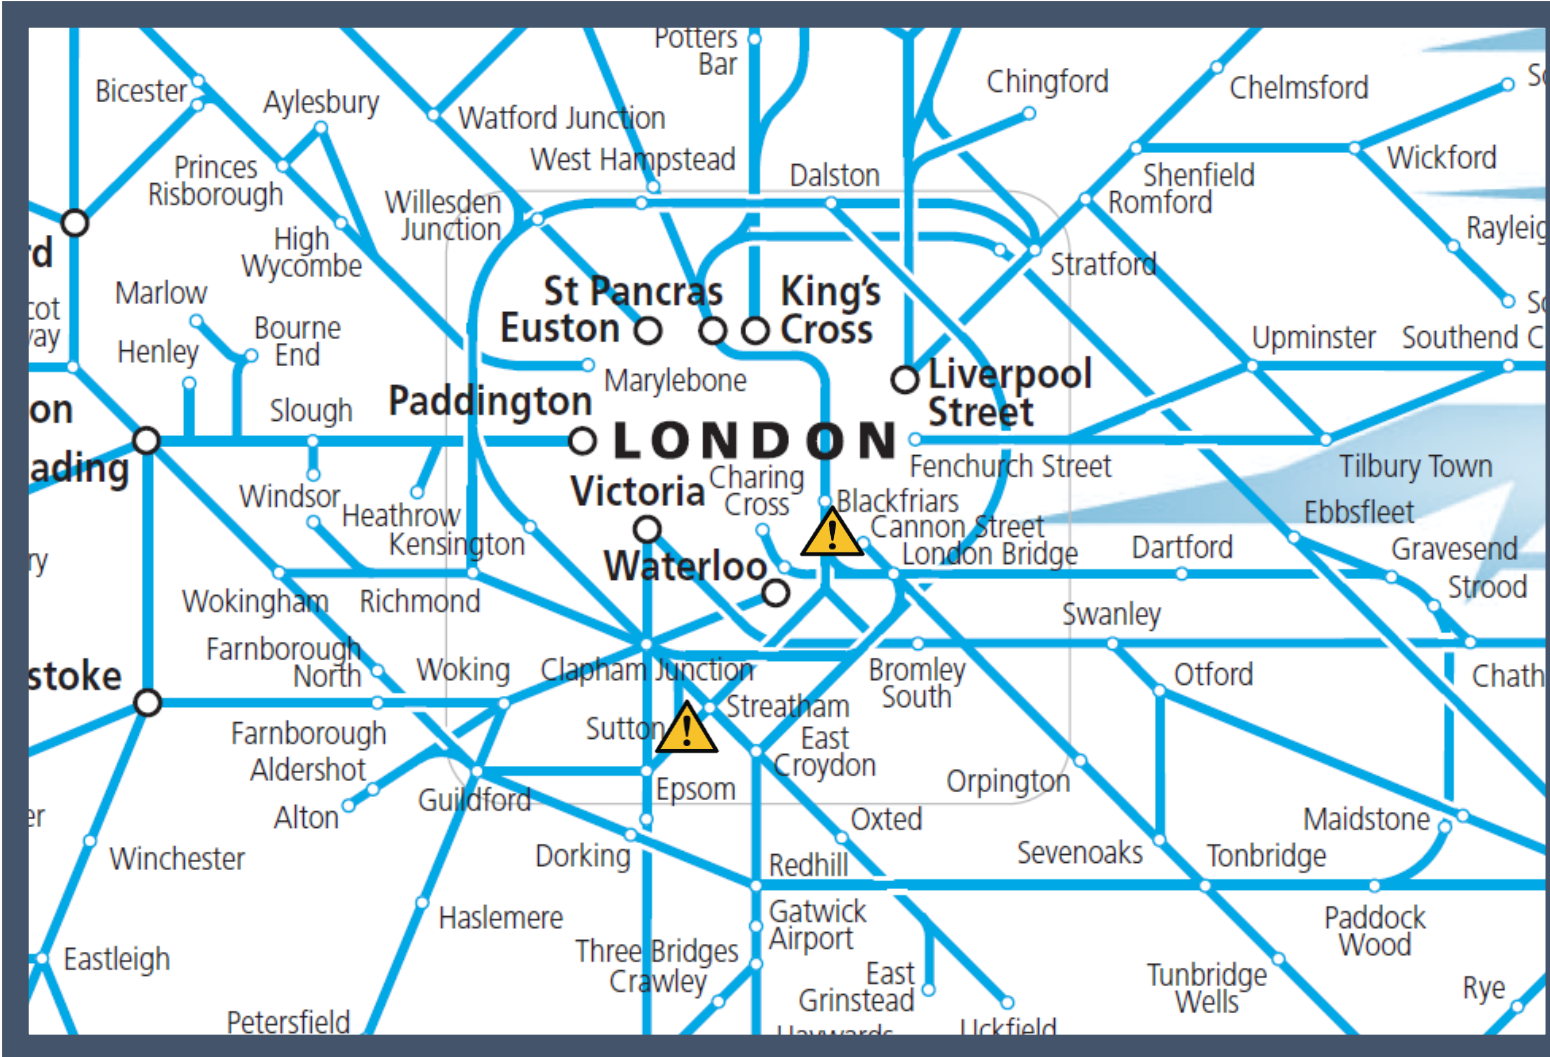 Potters
Bar
Chingford
Chelmsford
Bicester
Aylesbury
Watford Junction
West Hampstead
Princes
Risborough
Dalston
Shenfield
Wickford
Willesden
Junction
Romford
High
Wycombe
Stratford
Marlow
St Pancras
King's
Cross
Euston
Bourne
End
Henley
Upminster
Southend C
Marylebone
Liverpool
Street
Paddington
Slough
LONDON
Fenchurch Street
Tilbury Town
Windsor
Heathrow
Victoria
Charing
Cross
Blackfriars
Cannon Street
London Bridge
Ebbsfleet
Kensington
Waterloo
Dartford
Gravesend
Strood
Wokingham
Richmond
Swanley
Farnborough
North
Woking
Clapham Junction
Bromley
South
Otford
Chath
stoke
Sutton
Streatham
Farnborough
East
Croydon
Aldershot
Epsom
Orpington
Alton
Guildford
Oxted
Maidstone
Winchester
Dorking
Redhill
Sevenoaks
Tonbridge
Haslemere
Gatwick
Airport
Paddock
Wood
Three Bridges
Crawley
East
Grinstead
Tunbridge
Wells
Eastleigh
Rye
Petersfield
Haywards
Uckfield
ading
Rayleig